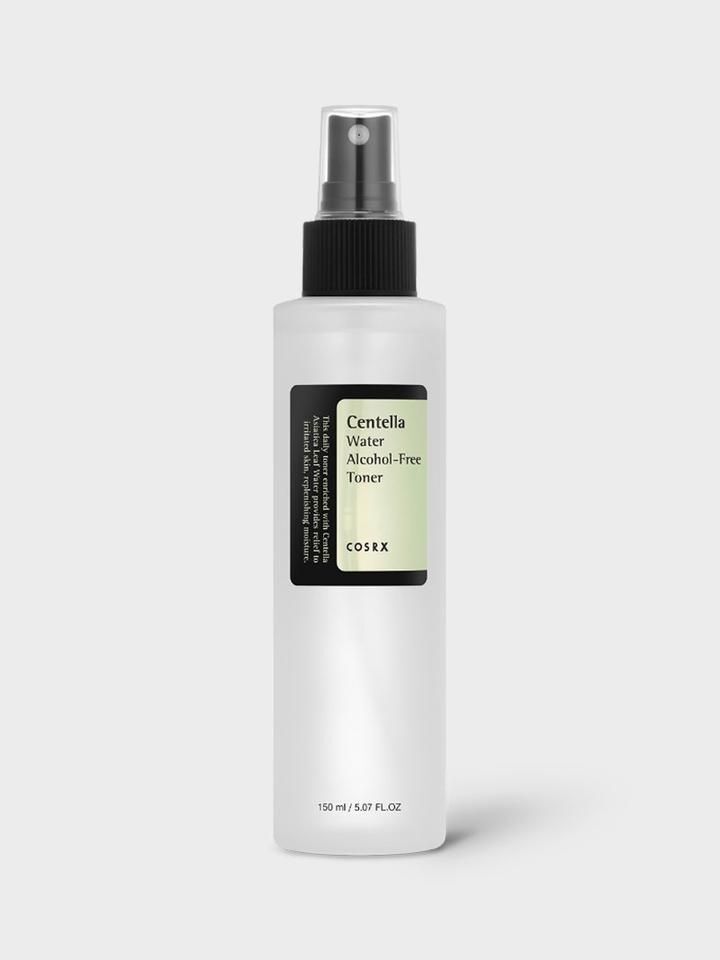 Centella
Water
Alcohol-Free
Toner
COSRX
This daily toner enriched with Centella
Asiatica Leaf Water provides relief to
irritated skin, replenishing moisture.
150 ml / 5.07 FL.OZ